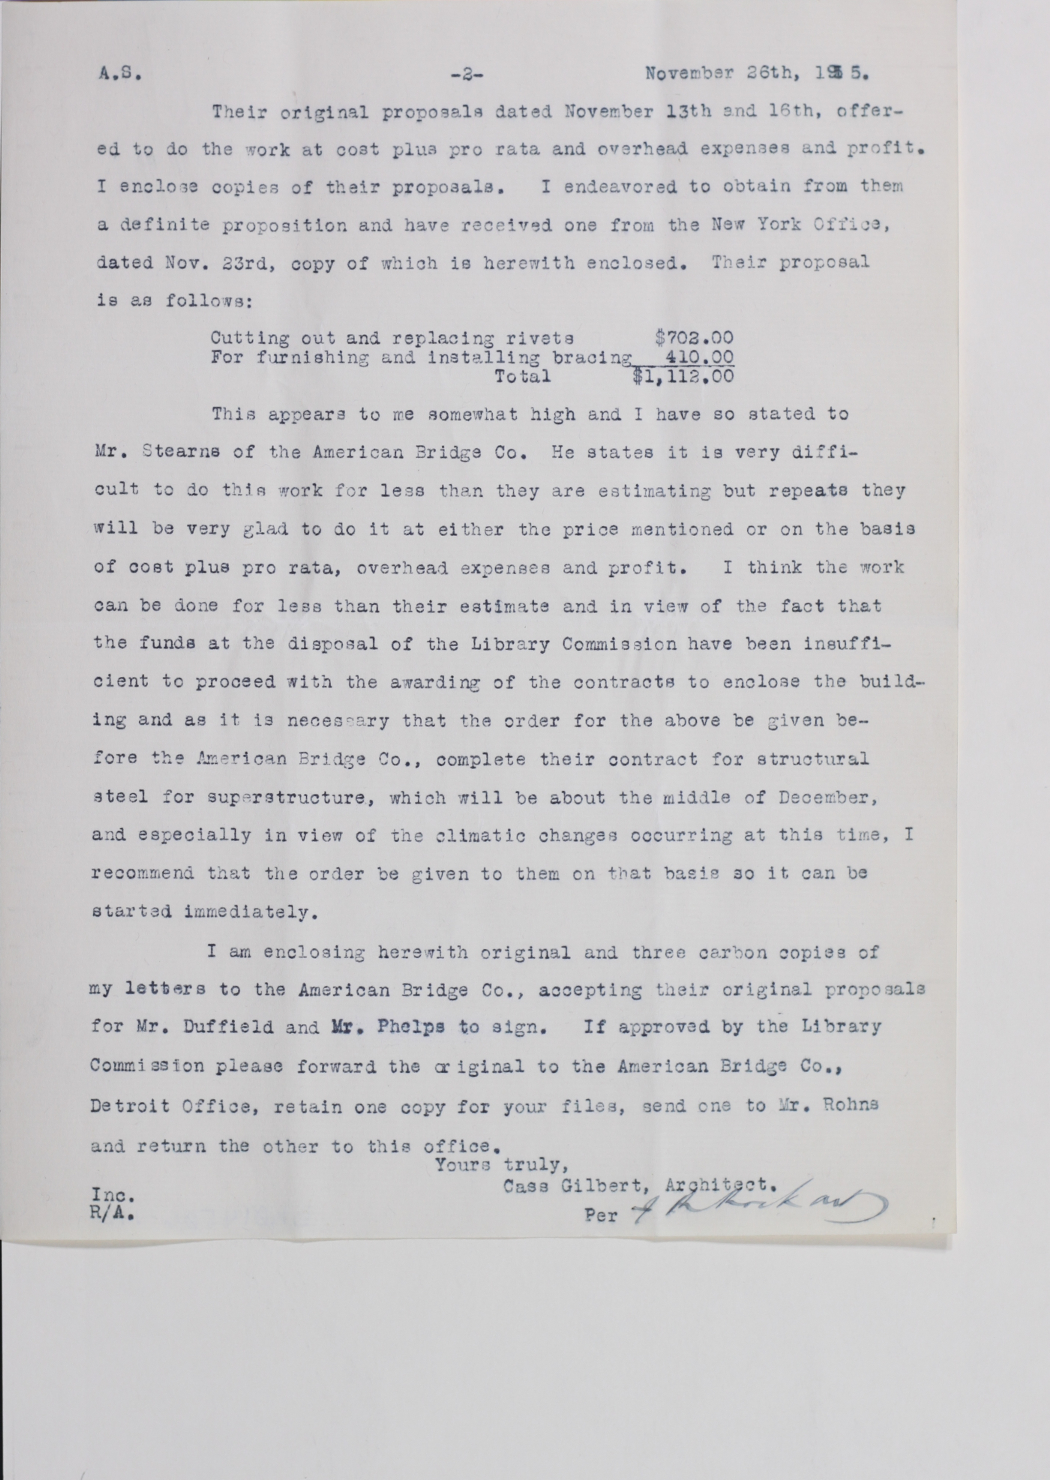 A.S. -2- November 26th, 1915.
Their original proposals dated November 13th and 16th, offer-
ed to do the work at cost plus pro rata and overhead expenses and profit.
I enclose copies of their proposals. I endeavored to obtain from them
a definite proposition and have received one from the New York Office,
dated Nov. 23rd, copy of which is herewith enclosed. Their proposal
is as follows:
Cutting out and replacing rivets $702.00
For furnishing and installing bracing 410.00
Total $1,112.00
This appears to me somewhat high and I have so stated to
Mr. Stearns of the American Bridge Co. He states it is very diffi-
cult to do this work for less than they are estimating but repeats they
will be very glad to do it at either the price mentioned or on the basis
of cost plus pro rata, overhead expenses and profit. I think the work
can be done for less than their estimate and in view of the fact that
the funds at the disposal of the Library Commission have been insuffi-
cient to proceed with the awarding of the contracts to enclose the build-
ing and as it is necessary that the order for the above be given be-
fore the American Bridge Co., complete their contract for structural
steel for superstructure, which will be about the middle of December,
and especially in view of the climatic changes occurring at this time, I
recommend that the order be given to them on that basis so it can be
started immediately.
I am enclosing herewith original and three carbon copies of
my letters to the American Bridge Co., accepting their original proposals
for Mr. Duffield and Mr. Phelps to sign. If approved by the Library
Commission please forward the original to the American Bridge Co.,
Detroit Office, retain one copy for your files, send one to Mr. Rohns
and return the other to this office.
Yours truly,
Cass Gilbert, Architect.
Inc.
R/A. Per